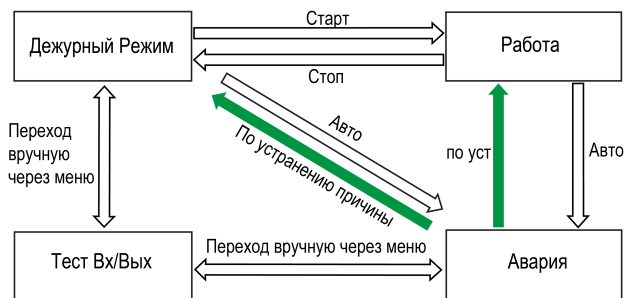 Старт
Дежурный Режим
Работа
Стоп
Переход
вручную
через меню
Авто
По устранению причины
по уст
Авто
Тест Вх/Вых
Переход вручную через меню
Авария